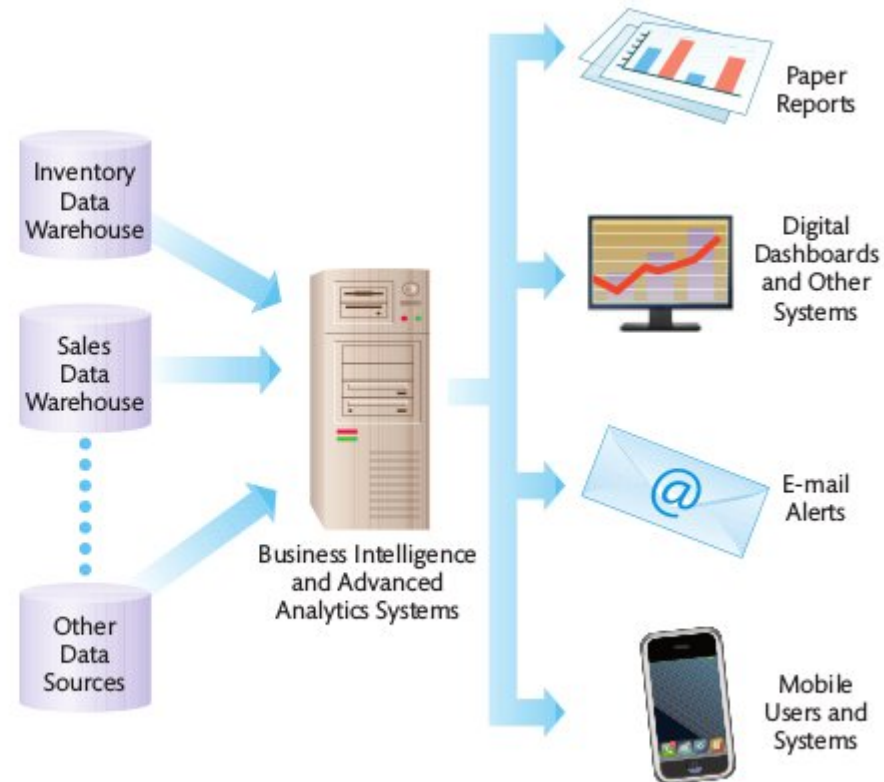 Inventory
Data
Warehouse
Sales
Data
Warehouse
Other
Data
Sources
Business Intelligence
and Advanced
Analytics Systems
Paper
Reports
Digital
Dashboards
and Other
Systems
@
E-mail
Alerts
Mobile
Users and
Systems